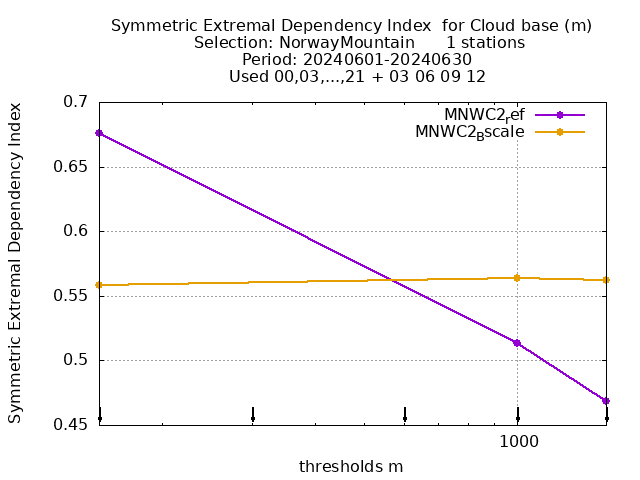 Symmetric Extremal Dependency Index  for Cloud base (m)
Selection: NorwayMountain      1 stations
Period: 20240601-20240630
Used 00,03,...,21 + 03 06 09 12
Symmetric Extremal Dependency Index
0.7
0.65
0.6
0.55
0.5
0.45
MNWC2ref
MNWC2Bscale
1000
thresholds m